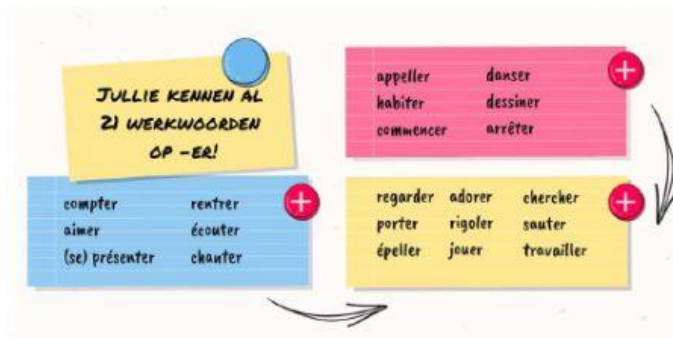 JULLIE KENNEN AL
21 WERKWOORDEN
OP -ER!
compter rentrer
aimer écouter
(se) présenter chanter
appeller danser
habiter dessiner
commencer arrêter
regarder adorer chercher
porter rigoler sauter
épeller jouer travailler